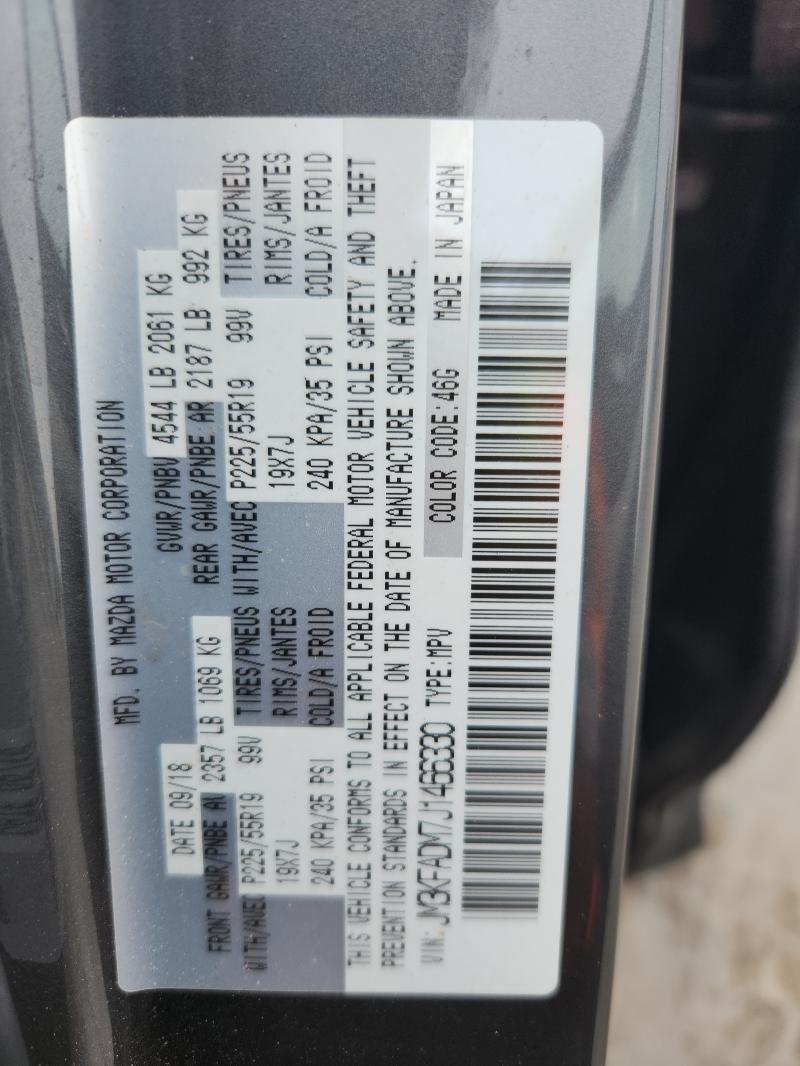 MFD. BY MAZDA MOTOR CORPORATION
DATE 09/18 GVWR/PNBV 4544 LB 2061 KG
FRONT GAWR/PNBE AV 2357 LB 1069 KG REAR GAWR/PNBE AR 2187 LB 992 KG
WITH/AVEC P225/55R19 99V TIRES/PNEUS WITH/AVEC P225/55R19 99V TIRES/PNEUS
19X7J RIMS/JANTES 19X7J RIMS/JANTES
240 KPA/35 PSI COLD/A FROID 240 KPA/35 PSI COLD/A FROID
THIS VEHICLE CONFORMS TO ALL APPLICABLE FEDERAL MOTOR VEHICLE SAFETY AND THEFT
PREVENTION STANDARDS IN EFFECT ON THE DATE OF MANUFACTURE SHOWN ABOVE.
VIN: JM3KFADM7J1466330 TYPE:MPV COLOR CODE:46G MADE IN JAPAN